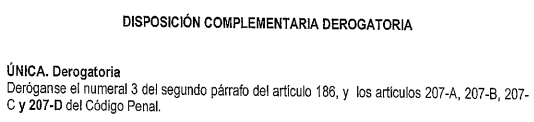 DISPOSICIÓN COMPLEMENTARIA DEROGATORIA
ÚNICA. Derogatoria
Deróganse el numeral 3 del segundo párrafo del artículo 186, y los artículos 207-A, 207-B, 207-
C y 207-D del Código Penal.